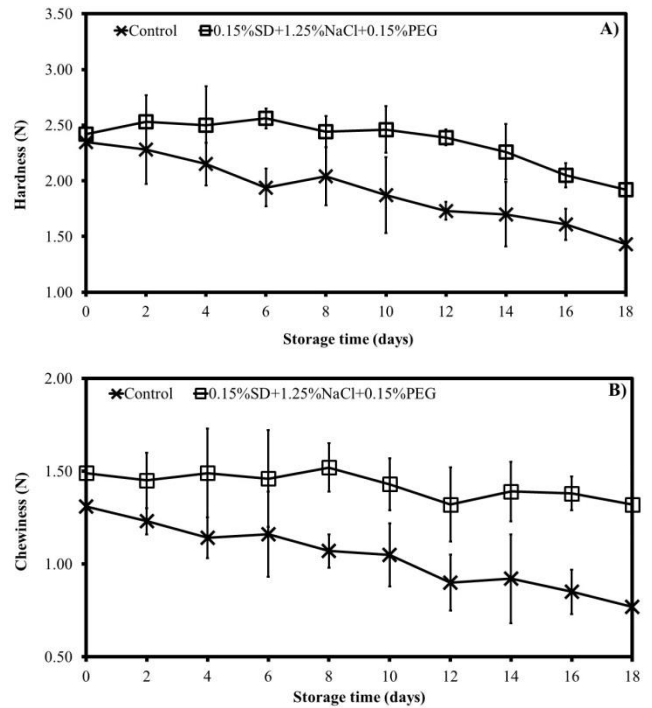 3.50
Control 0.15%SD+1.25%NaCl+0.15%PEG A)
3.00
2.50
2.00
1.50
1.00
Hardness (N)
0 2 4 6 8 10 12 14 16 18
Storage time (days)
2.00
Control 0.15%SD+1.25%NaCl+0.15%PEG B)
1.50
1.00
0.50
Chewiness (N)
0 2 4 6 8 10 12 14 16 18
Storage time (days)